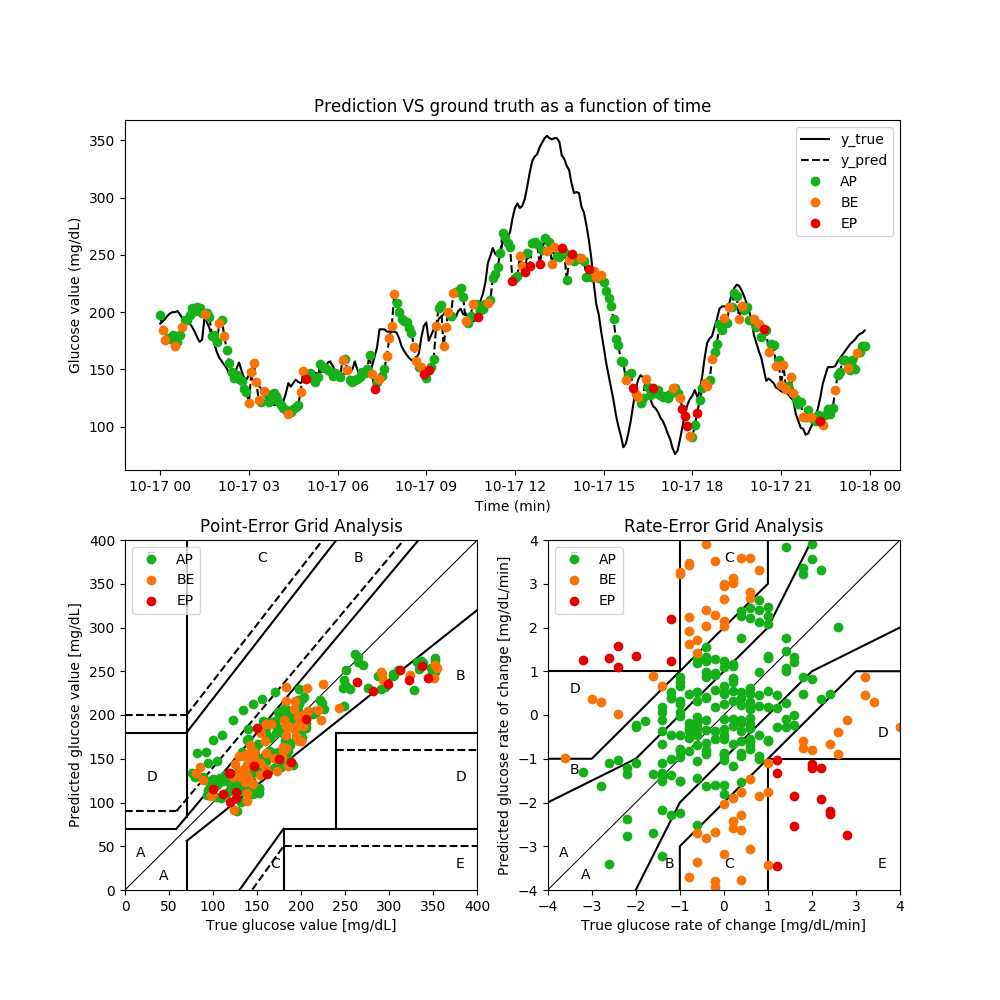 Prediction VS ground truth as a function of time
Glucose value (mg/dL)
350
300
250
200
150
100
y_true
y_pred
AP
BE
EP
10-17 00 10-17 03 10-17 06 10-17 09 10-17 12 10-17 15 10-17 18 10-17 21 10-18 00
Time (min)
Point-Error Grid Analysis
Predicted glucose value [mg/dL]
400
350
300
250
200
150
100
50
0
AP
BE
EP
C
B
B
D
D
A
A
C
E
0 50 100 150 200 250 300 350 400
True glucose value [mg/dL]
Rate-Error Grid Analysis
Predicted glucose rate of change [mg/dL/min]
4
3
2
1
0
−1
−2
−3
−4
AP
BE
EP
C
D
D
B
A
A
B
C
E
−4 −3 −2 −1 0 1 2 3 4
True glucose rate of change [mg/dL/min]